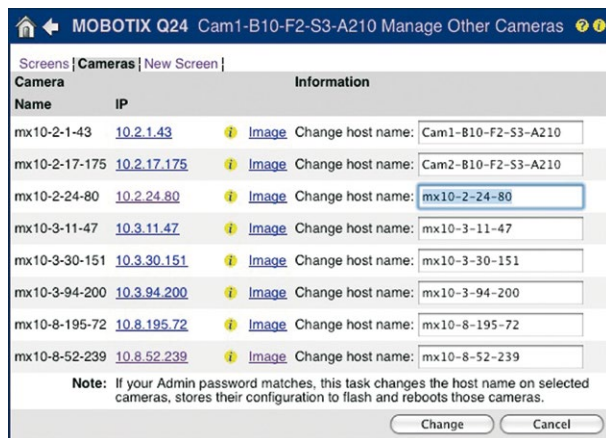 MOBOTIX Q24 Cam1-B10-F2-S3-A210 Manage Other Cameras ? i
Screens | Cameras | New Screen |
Camera Information
Name IP
mx10-2-1-43 10.2.1.43 i Image Change host name: Cam1-B10-F2-S3-A210
mx10-2-17-175 10.2.17.175 i Image Change host name: Cam2-B10-F2-S3-A210
mx10-2-24-80 10.2.24.80 i Image Change host name: mx10-2-24-80
mx10-3-11-47 10.3.11.47 i Image Change host name: mx10-3-11-47
mx10-3-30-151 10.3.30.151 i Image Change host name: mx10-3-30-151
mx10-3-94-200 10.3.94.200 i Image Change host name: mx10-3-94-200
mx10-8-195-72 10.8.195.72 i Image Change host name: mx10-8-195-72
mx10-8-52-239 10.8.52.239 i Image Change host name: mx10-8-52-239
Note: If your Admin password matches, this task changes the host name on selected
cameras, stores their configuration to flash and reboots those cameras.
Change Cancel